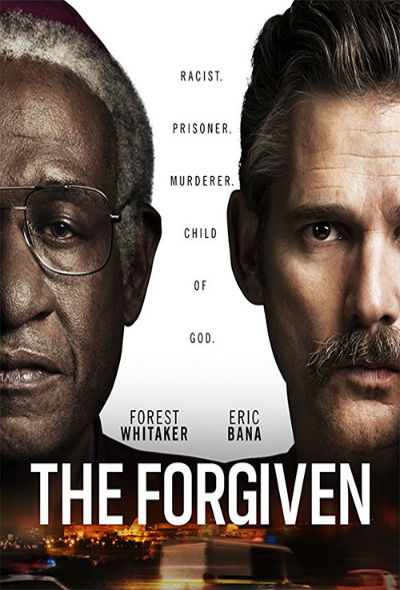 RACIST.
PRISONER.
MURDERER.
CHILD
OF
GOD.
FOREST ERIC
WHITAKER BANA
THE FORGIVEN